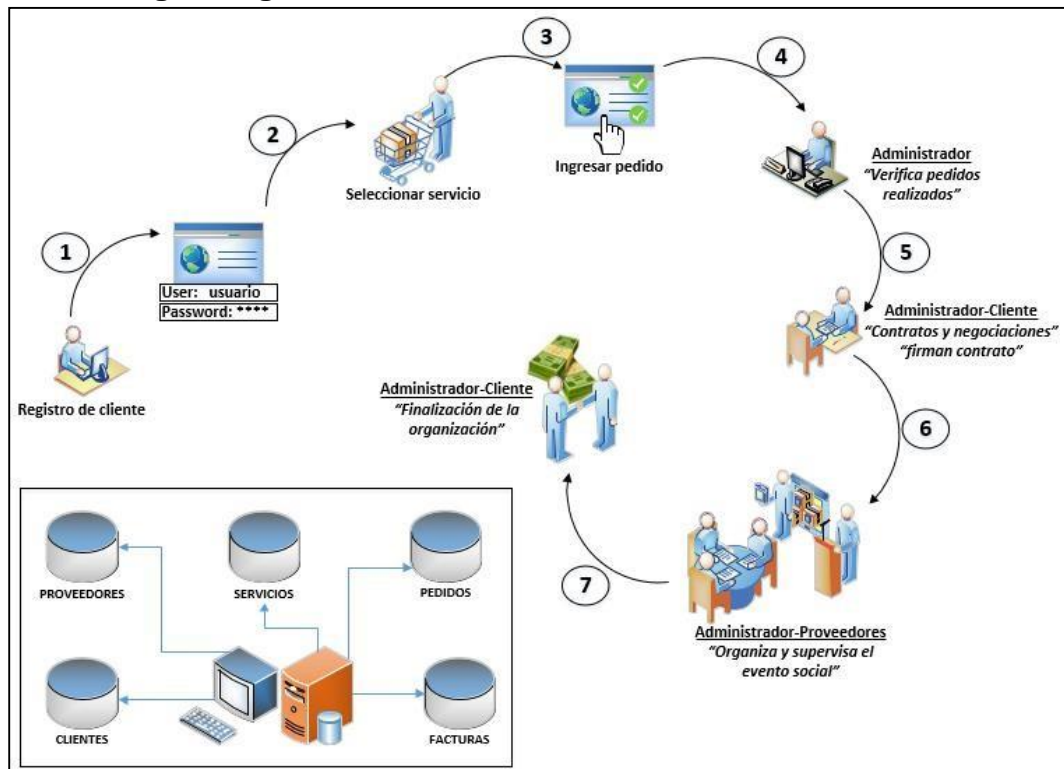 1
User: usuario
Password: ****
Registro de cliente
2
Seleccionar servicio
3
Ingresar pedido
4
Administrador
"Verifica pedidos
realizados"
5
Administrador-Cliente
"Contratos y negociaciones"
"firman contrato"
6
Administrador-Proveedores
"Organiza y supervisa el
evento social"
7
Administrador-Cliente
"Finalización de la
organización"
PROVEEDORES
SERVICIOS
PEDIDOS
CLIENTES
FACTURAS